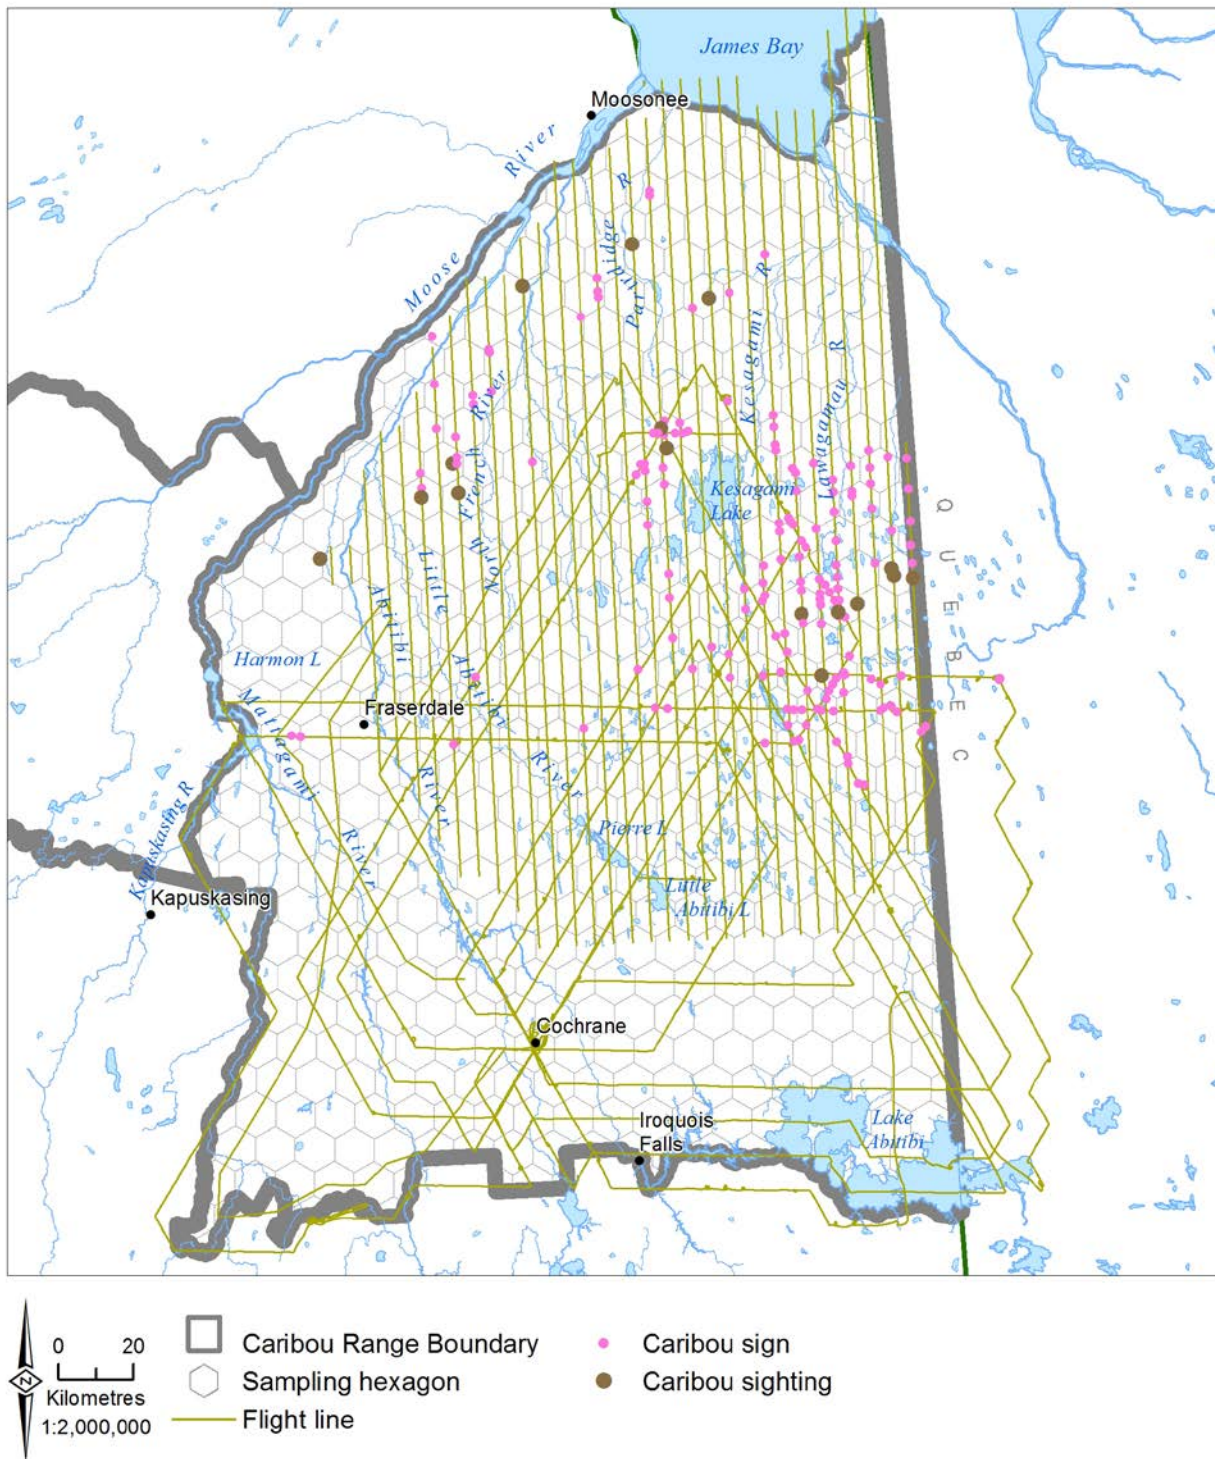 James Bay
Moosonee
River
Moose
Partridge R
Kesagami R
Lawagamau R
North French River
Kesagami
Lake
QUEBEC
Little Abitibi River
Abitibi River
Harmon L
Mattagami River
Fraserdale
Kapuskasing R
Pierre L
Little
Abitibi L
Kapuskasing
Cochrane
Iroquois
Falls
Lake
Abitibi
N
0 20
Kilometres
1:2,000,000
Caribou Range Boundary
Sampling hexagon
Flight line
Caribou sign
Caribou sighting